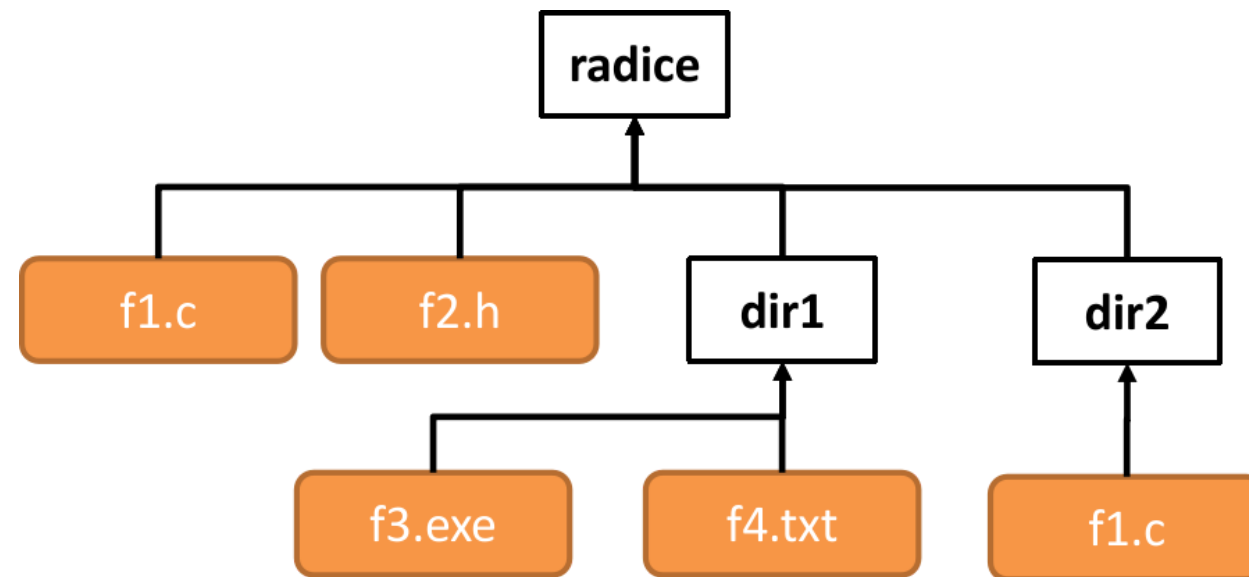 radice
f1.c
f2.h
dir1
dir2
f3.exe
f4.txt
f1.c